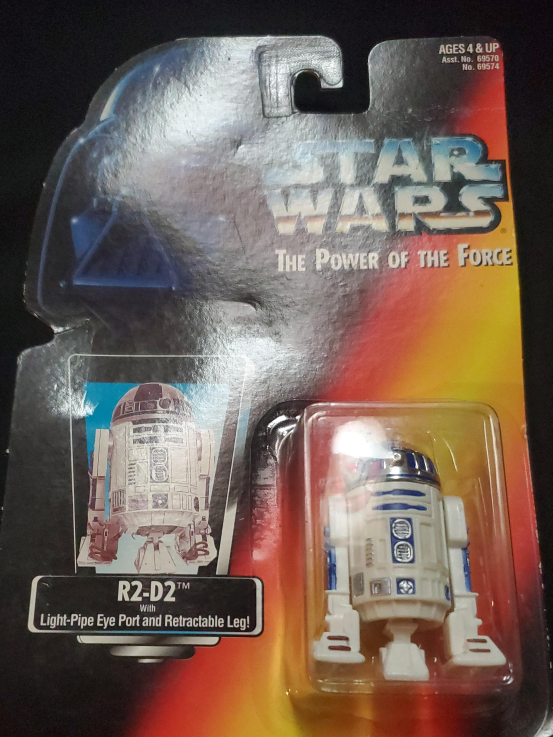 AGES 4 & UP
Asst. No. 69570
No. 69574
STAR
WARS®
THE POWER OF THE FORCE
R2-D2™
With
Light-Pipe Eye Port and Retractable Leg!